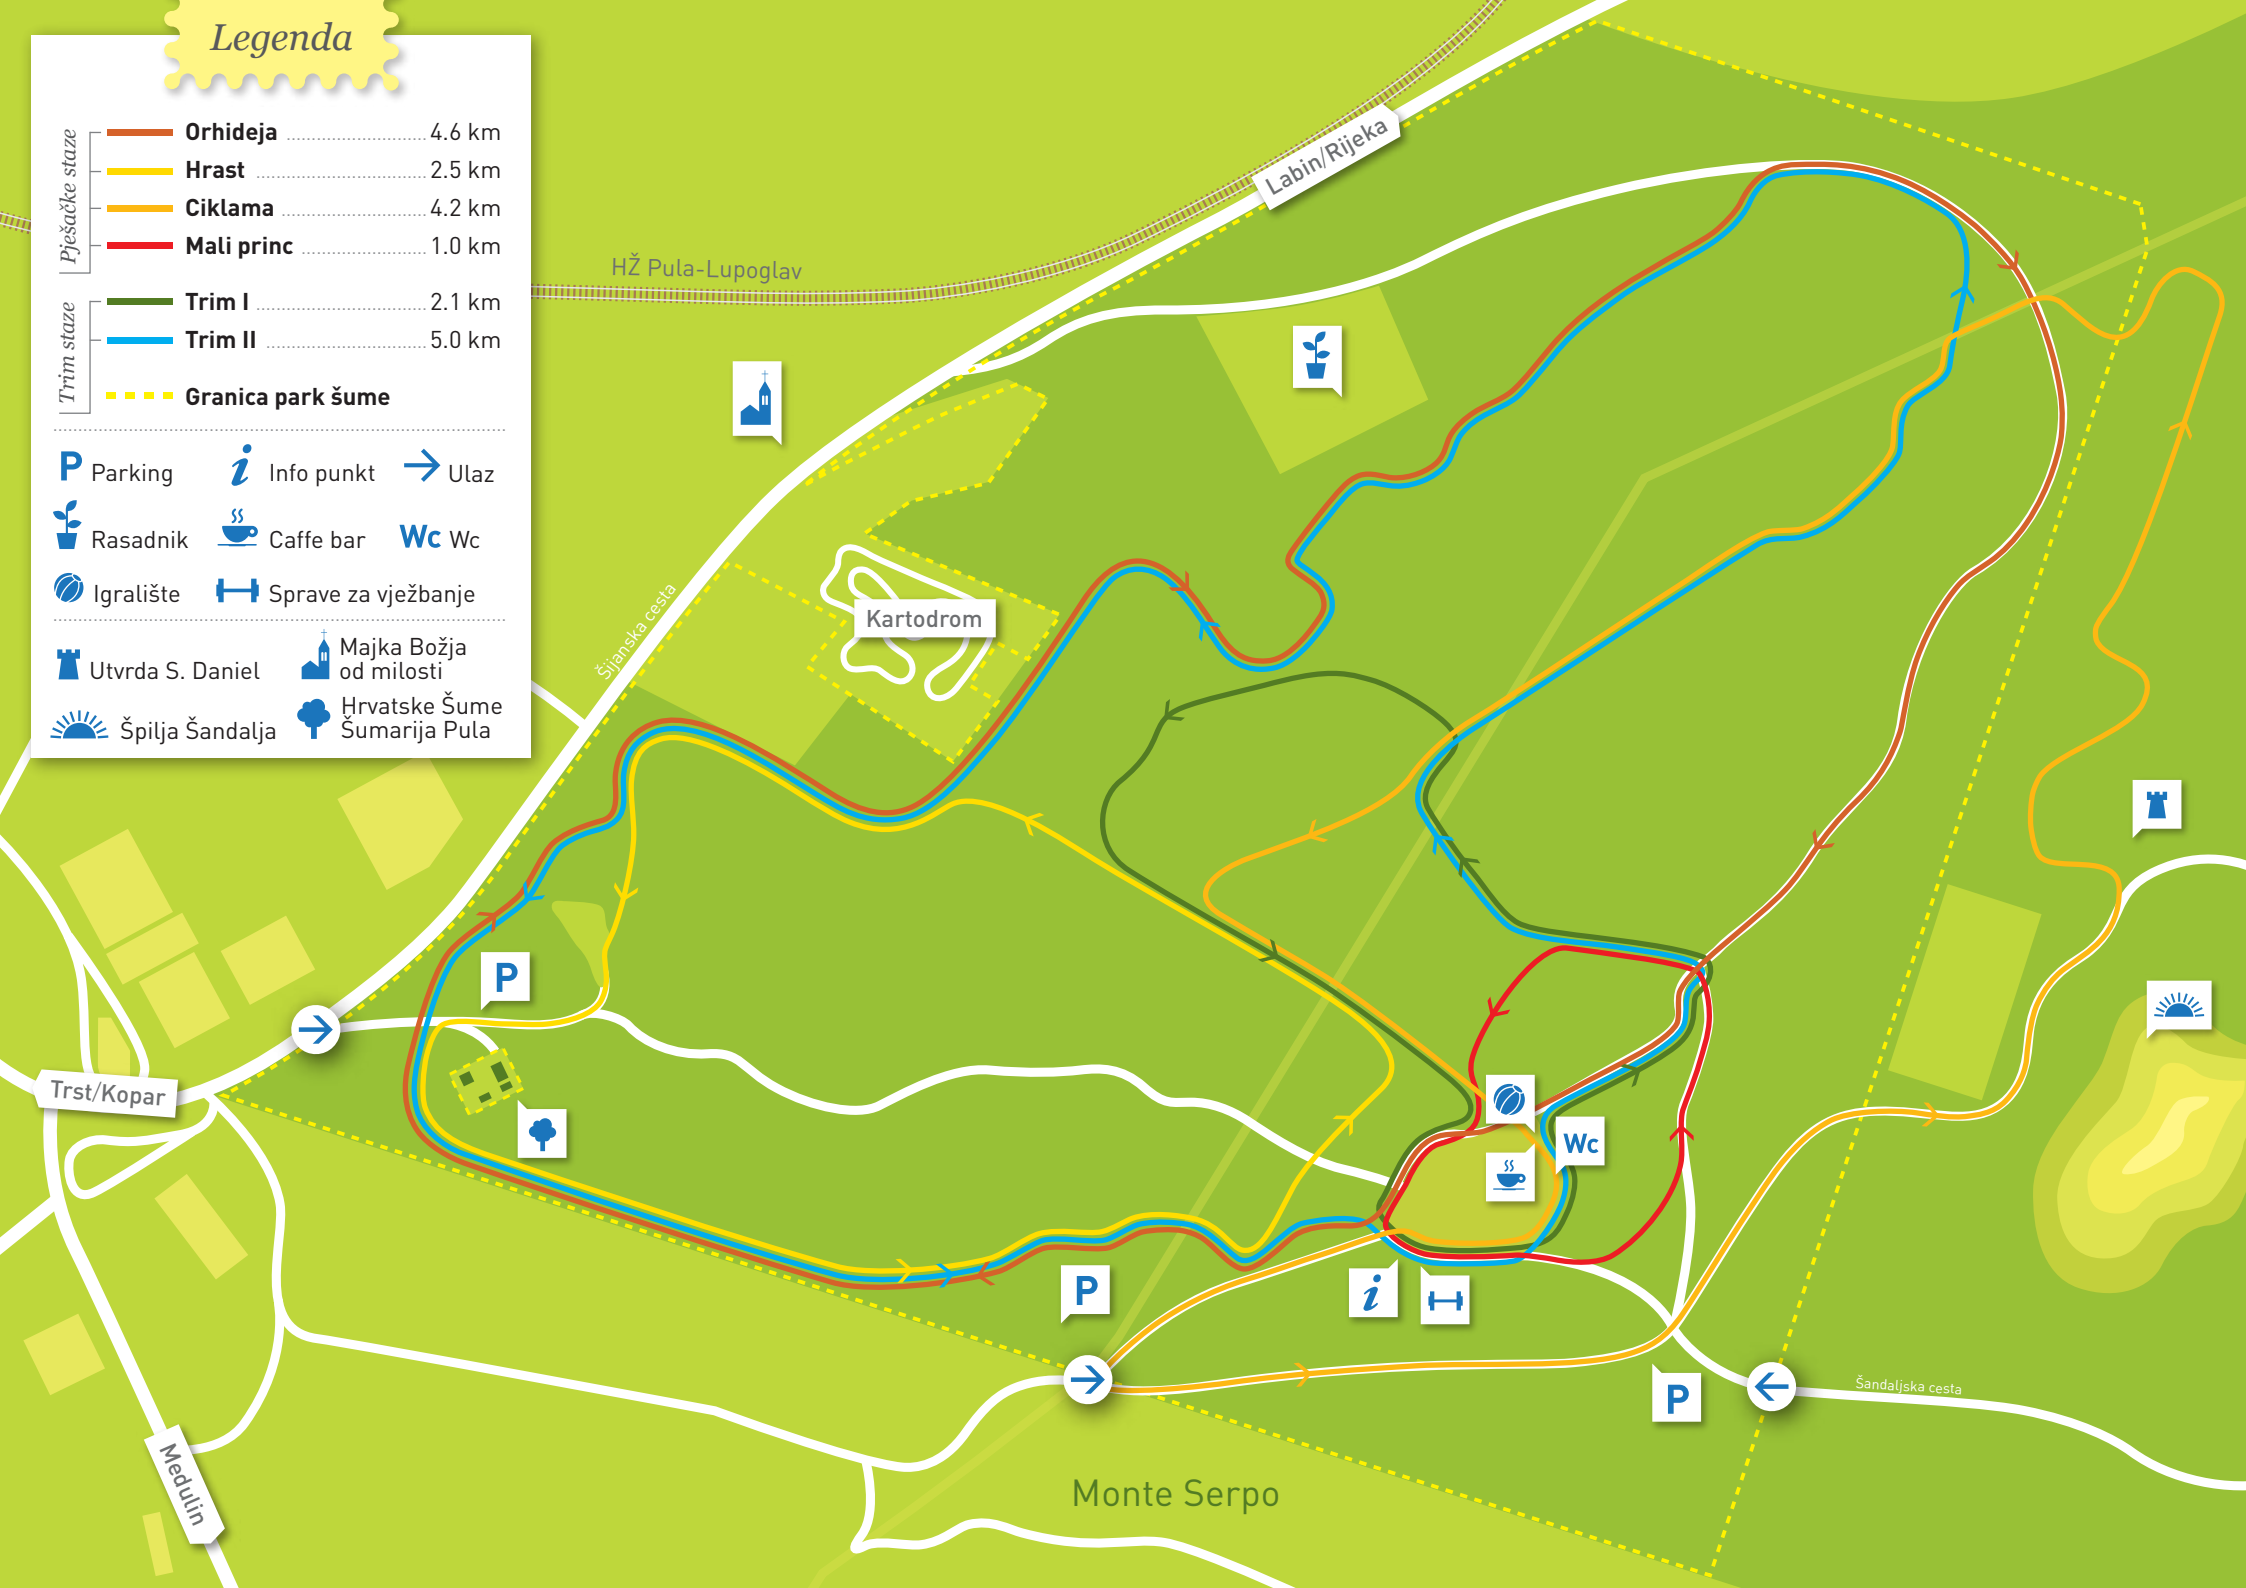 Legenda
Pješačke staze
Orhideja 4.6 km
Hrast 2.5 km
Ciklama 4.2 km
Mali princ 1.0 km
Trim staze
Trim I 2.1 km
Trim II 5.0 km
Granica park šume
P Parking
i Info punkt
Ulaz
Rasadnik
Caffe bar
Wc Wc
Igralište
Sprave za vježbanje
Utvrda S. Daniel
Majka Božja
od milosti
Špilja Šandalja
Hrvatske Šume
Šumarija Pula
HŽ Pula-Lupoglav
Labin/Rijeka
Šijanska cesta
Kartodrom
P
Trst/Kopar
Wc
P
i
P
Šandaljska cesta
Medulin
Monte Serpo